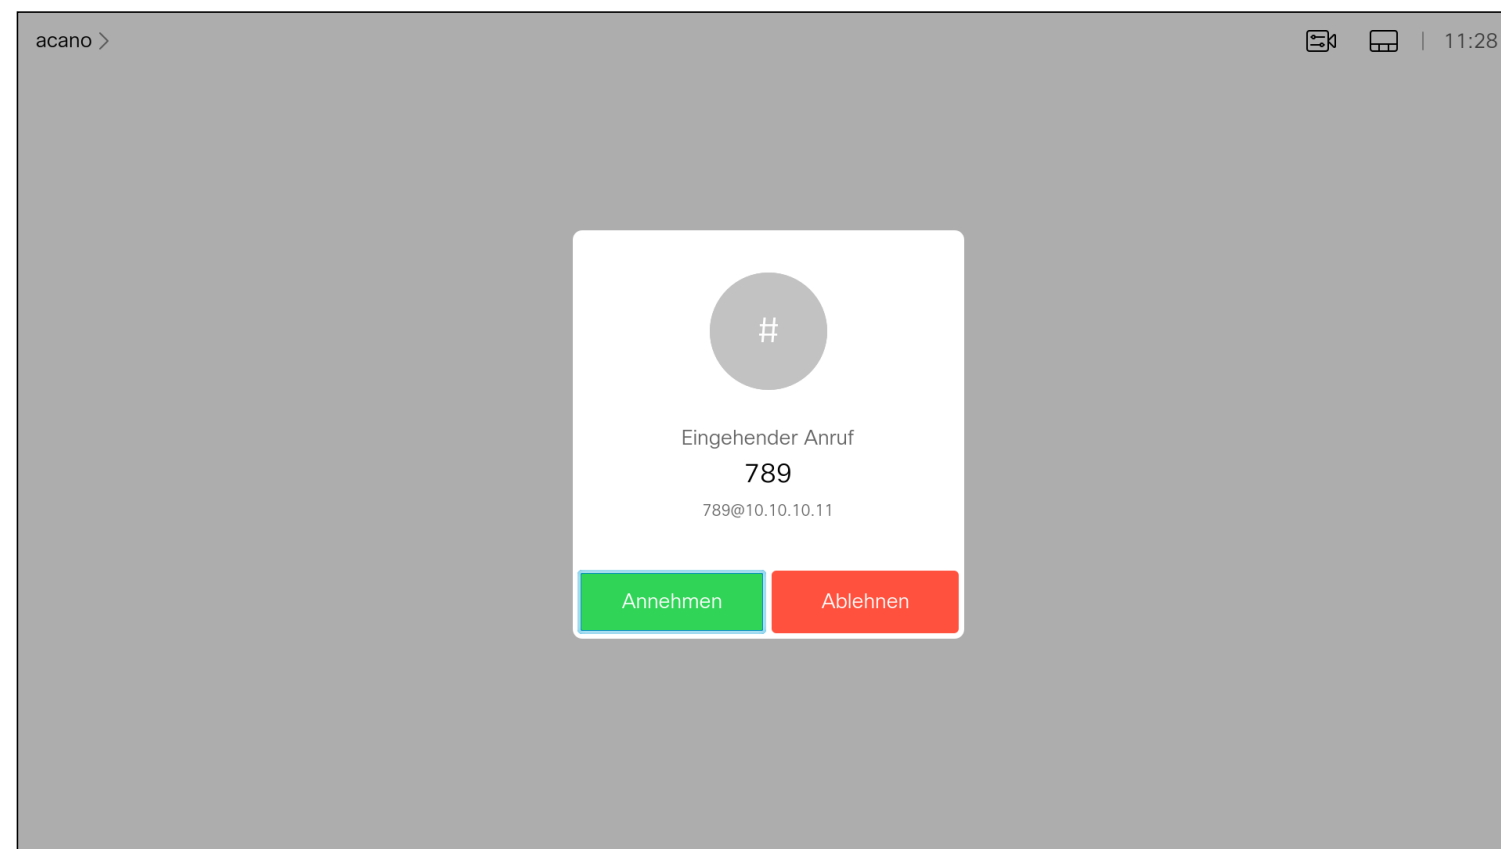 acano
11:28
#
Eingehender Anruf
789
789@10.10.10.11
Annehmen Ablehnen